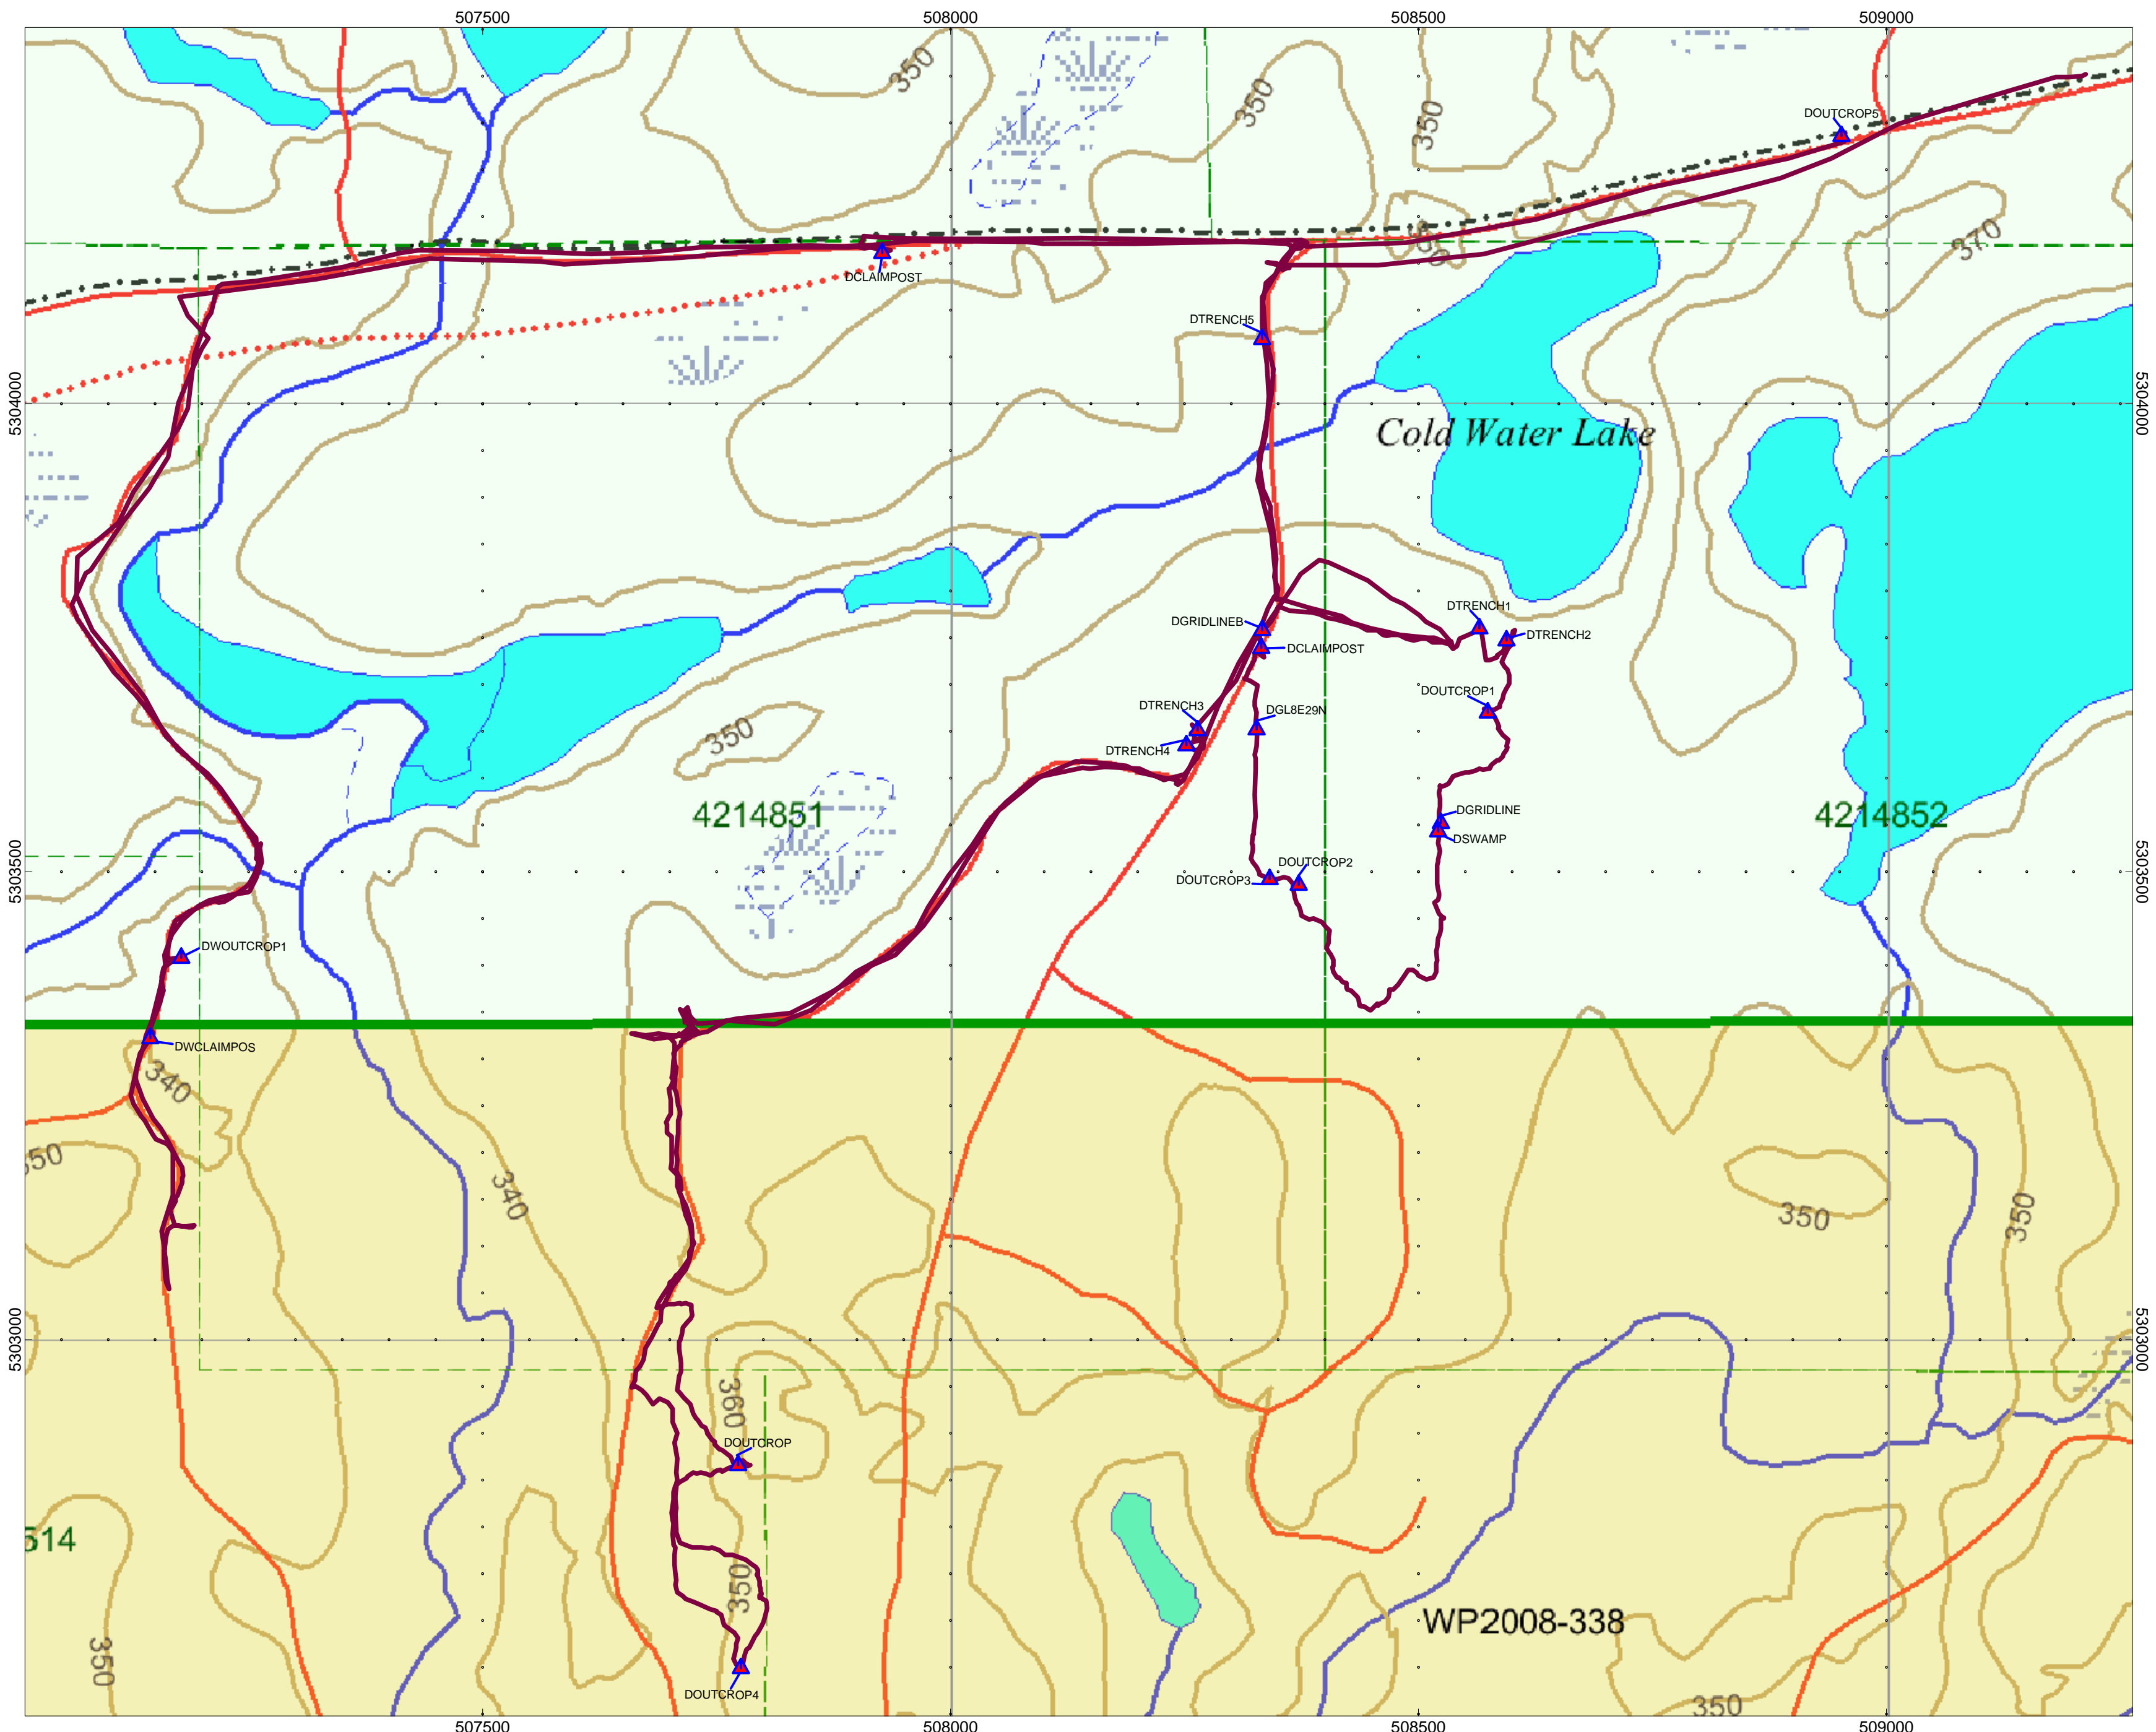 507500
508000
508500
509000
350
350
350
DOUTCROP5
370
350
DCLAIMPOST
DTRENCH5
5304000
5304000
Cold Water Lake
DTRENCH1
DGRIDLINEB
DTRENCH2
DCLAIMPOST
DOUTCROP1
DTRENCH3
DGL8E29N
350
DTRENCH4
4214851
4214852
DGRIDLINE
DSWAMP
DOUTCROP2
DOUTCROP3
5303500
5303500
DWOUTCROP1
DWCLAIMPOS
340
350
340
350
350
5303000
5303000
360
DOUTCROP
514
350
WP2008-338
350
DOUTCROP4
350
507500
508000
508500
509000